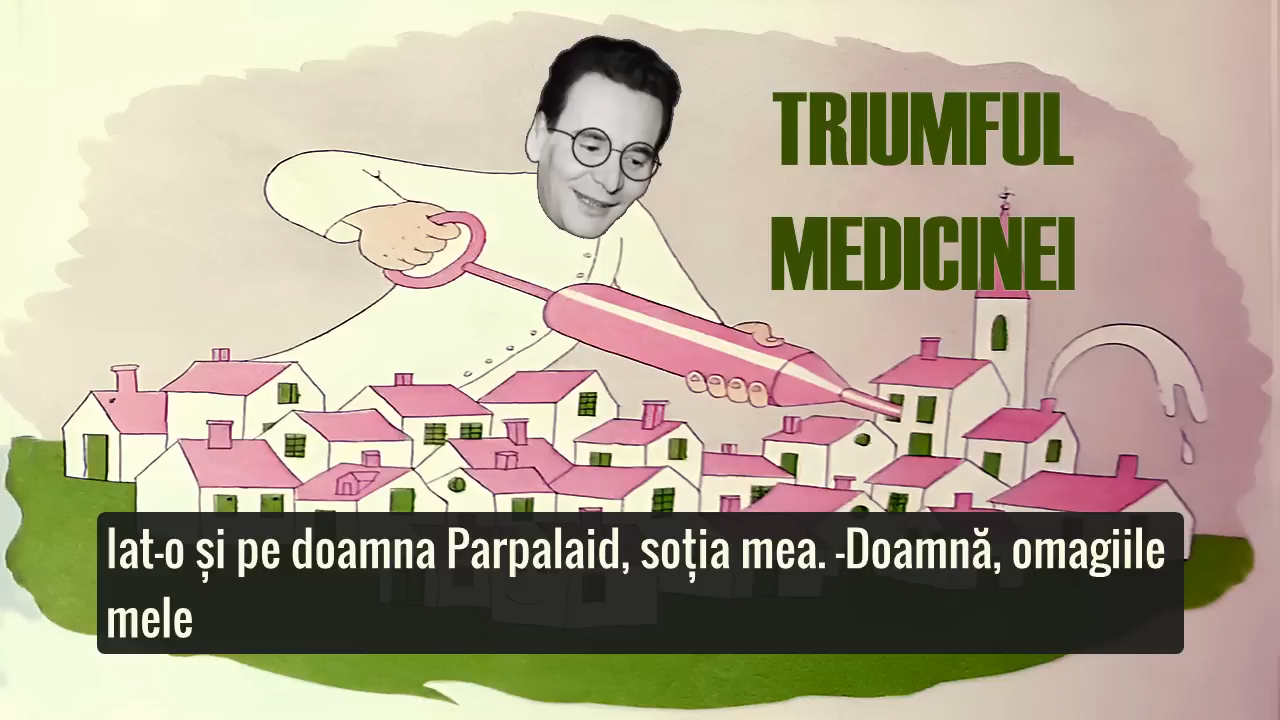 TRIUMFUL
MEDICINEI
Iat-o și pe doamna Parpalaid, soția mea. -Doamnă, omagiile
mele